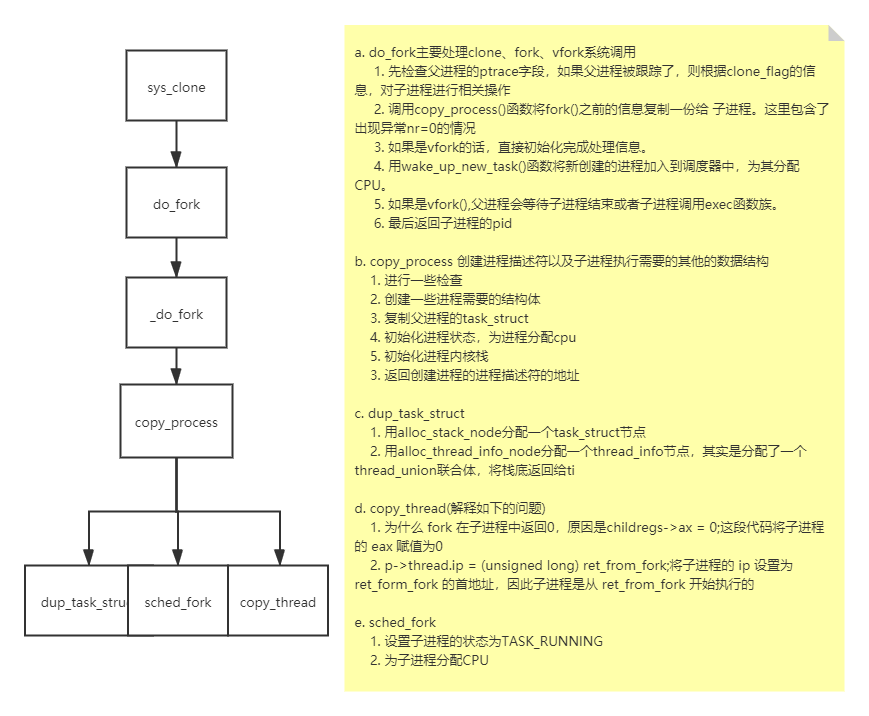 sys_clone
do_fork
_do_fork
copy_process
dup_task_stru
sched_fork
copy_thread
a. do_fork主要处理clone、fork、vfork系统调用
1. 先检查父进程的ptrace字段，如果父进程被跟踪了，则根据clone_flag的信
息，对子进程进行相关操作
2. 调用copy_process()函数将fork()之前的信息复制一份给 子进程。这里包含了
出现异常nr=0的情况
3. 如果是vfork的话，直接初始化完成处理信息。
4. 用wake_up_new_task()函数将新创建的进程加入到调度器中，为其分配
CPU。
5. 如果是vfork(),父进程会等待子进程结束或者子进程调用exec函数族。
6. 最后返回子进程的pid
b. copy_process 创建进程描述符以及子进程执行需要的其他的数据结构
1. 进行一些检查
2. 创建一些进程需要的结构体
3. 复制父进程的task_struct
4. 初始化进程状态，为进程分配cpu
5. 初始化进程内核栈
3. 返回创建进程的进程描述符的地址
c. dup_task_struct
1. 用alloc_stack_node分配一个task_struct节点
2. 用alloc_thread_info_node分配一个thread_info节点，其实是分配了一个
thread_union联合体，将栈底返回给ti
d. copy_thread(解释如下的问题)
1. 为什么 fork 在子进程中返回0，原因是childregs->ax = 0;这段代码将子进程
的 eax 赋值为0
2. p->thread.ip = (unsigned long) ret_from_fork;将子进程的 ip 设置为
ret_form_fork 的首地址，因此子进程是从 ret_from_fork 开始执行的
e. sched_fork
1. 设置子进程的状态为TASK_RUNNING
2. 为子进程分配CPU